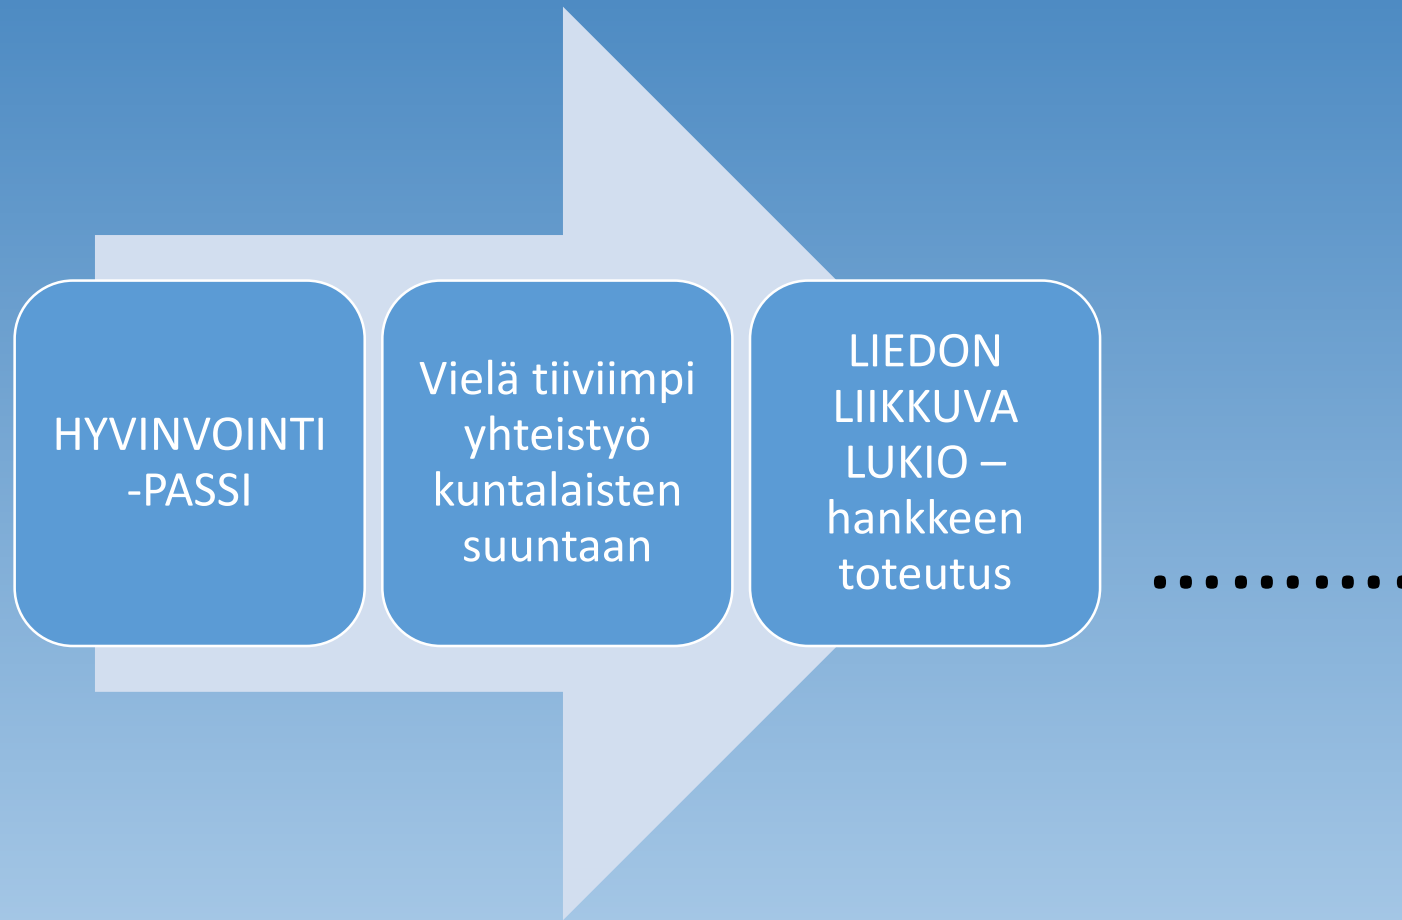 HYVINVOINTI
-PASSI
Vielä tiiviimpi
yhteistyö
kuntalaisten
suuntaan
LIEDON
LIIKKUVA
LUKIO –
hankkeen
toteutus
..........